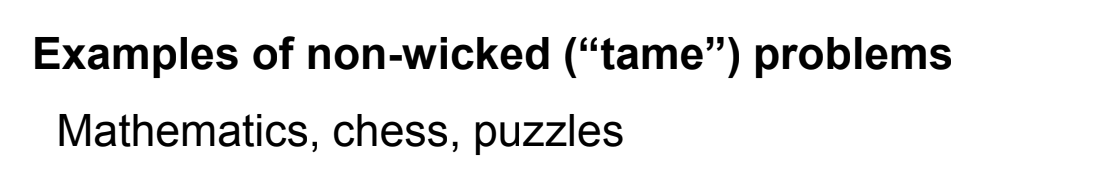 Examples of non-wicked (“tame”) problems
Mathematics, chess, puzzles